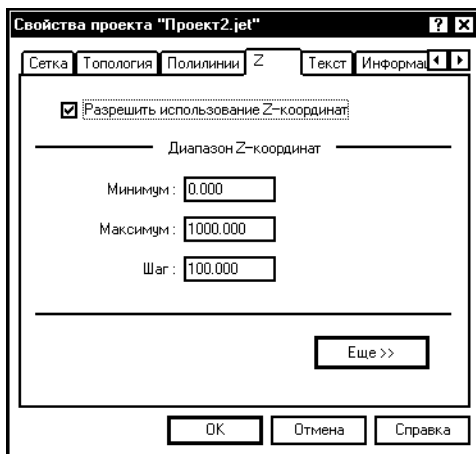 Свойства проекта "Проект2.jet"
Сетка Топология Полилинии Z Текст
Разрешить использование Z-координат
Диапазон Z-координат
Минимум: 0.000
Максимум: 1000.000
Шаг: 100.000
Еще >>
OK Отмена Справка